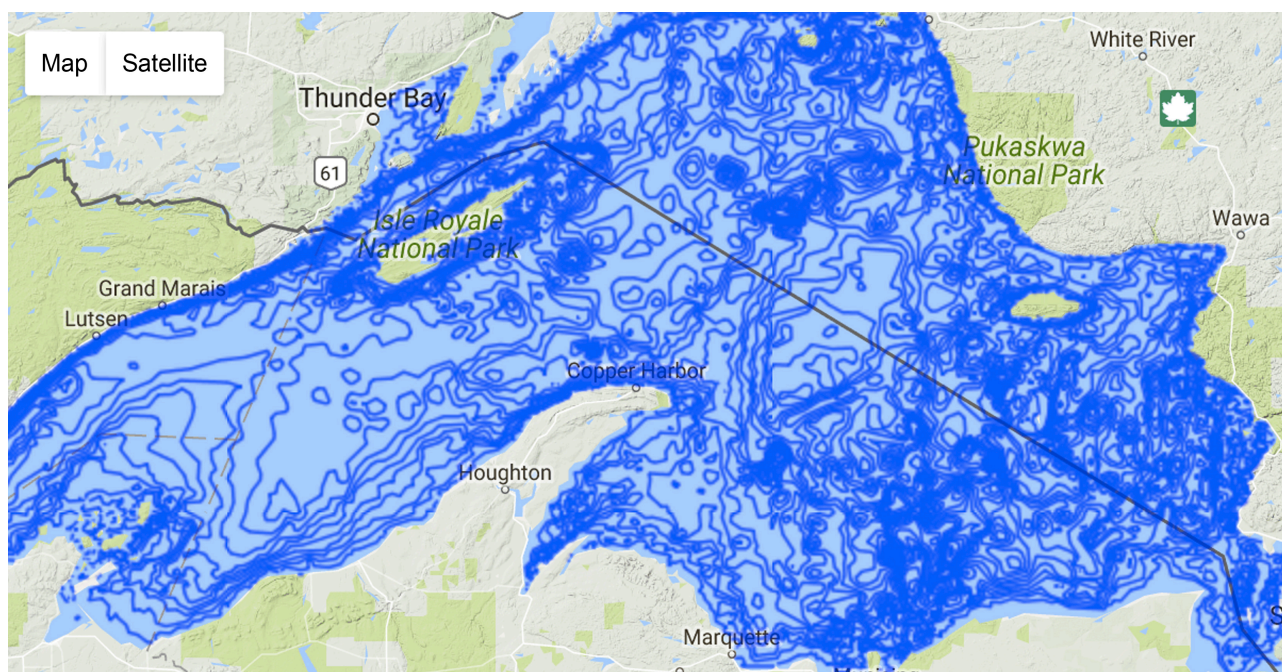 Map Satellite
White River
Thunder Bay
61
Pukaskwa
National Park
Isle Royale
National Park
Wawa
Grand Marais
Lutsen
Copper Harbor
Houghton
Marquette